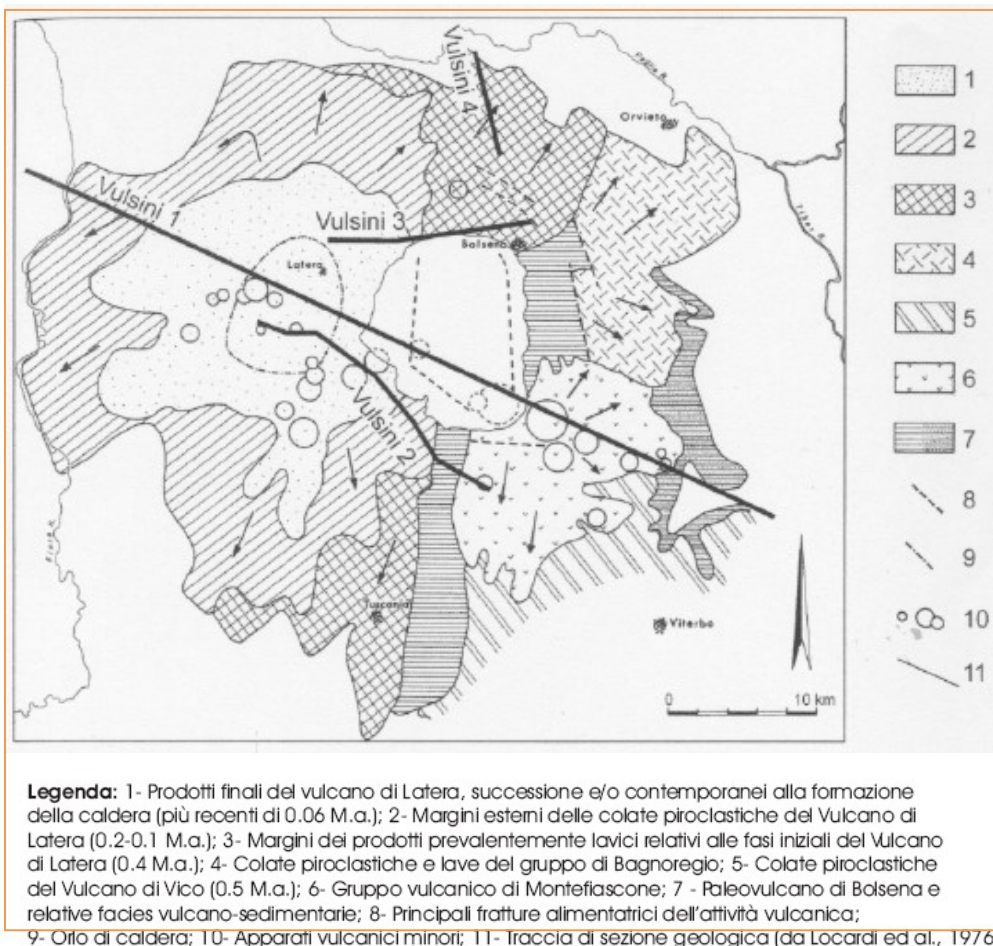 Vulsini 4
Paglia R.
Orvieto
Vulsini 1
Vulsini 3
Bolsena
Latera
Tiber R.
Vulsini 2
Fiora R.
Tuscania
Viterbo
0 10 km
1
2
3
4
5
6
7
8
9
10
11
Legenda: 1- Prodotti finali del vulcano di Latera, successione e/o contemporanei alla formazione
della caldera (più recenti di 0.06 M.a.); 2- Margini esterni delle colate piroclastiche del Vulcano di
Latera (0.2-0.1 M.a.); 3- Margini dei prodotti prevalentemente lavici relativi alle fasi iniziali del Vulcano
di Latera (0.4 M.a.); 4- Colate piroclastiche e lave del gruppo di Bagnoregio; 5- Colate piroclastiche
del Vulcano di Vico (0.5 M.a.); 6- Gruppo vulcanico di Montefiascone; 7 - Paleovulcano di Bolsena e
relative facies vulcano-sedimentarie; 8- Principali fratture alimentatrici dell'attività vulcanica;
9- Orlo di caldera; 10- Apparati vulcanici minori; 11- Traccia di sezione geologica (da Locardi ed al., 1976